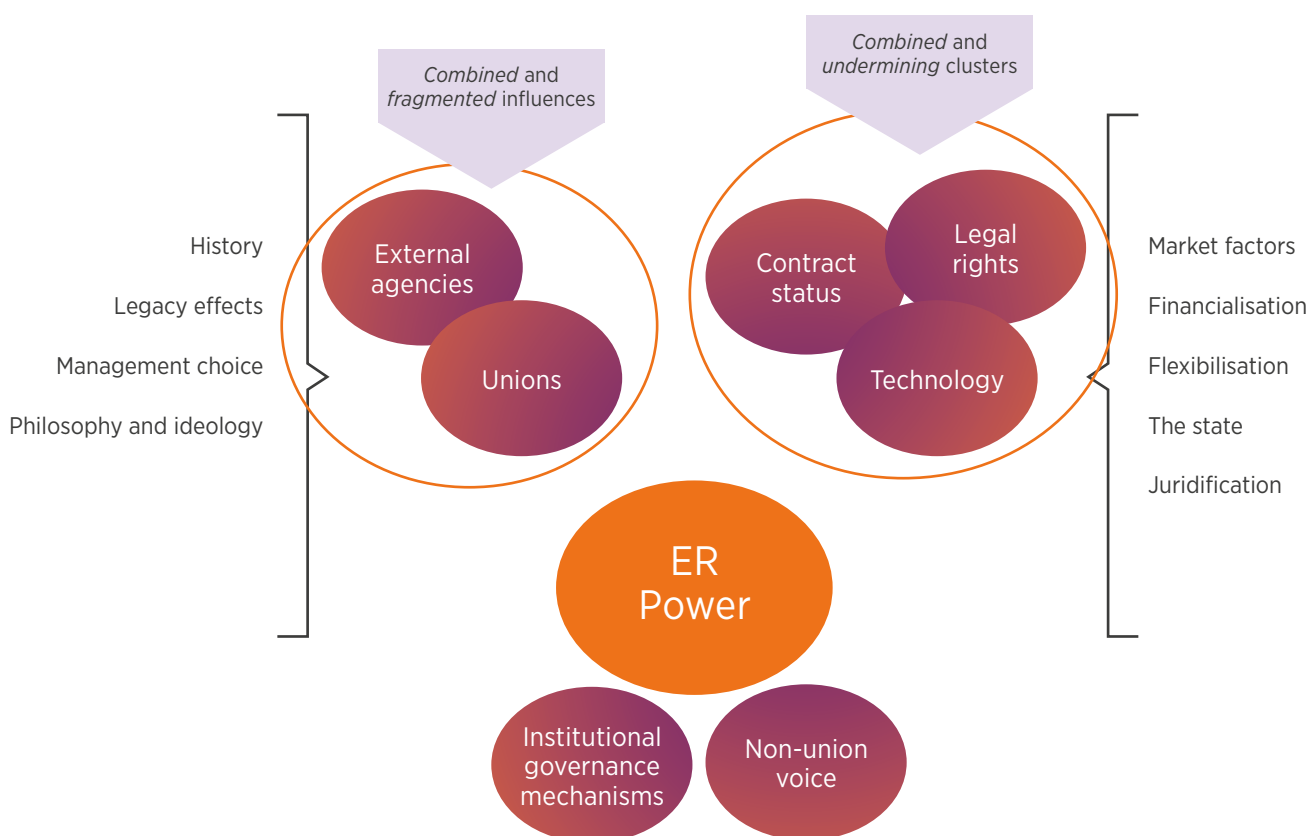 Combined and
fragmented influences
Combined and
undermining clusters
History
Legacy effects
Management choice
Philosophy and ideology
External
agencies
Unions
Contract
status
Legal
rights
Technology
Market factors
Financialisation
Flexibilisation
The state
Juridification
ER
Power
Institutional
governance
mechanisms
Non-union
voice